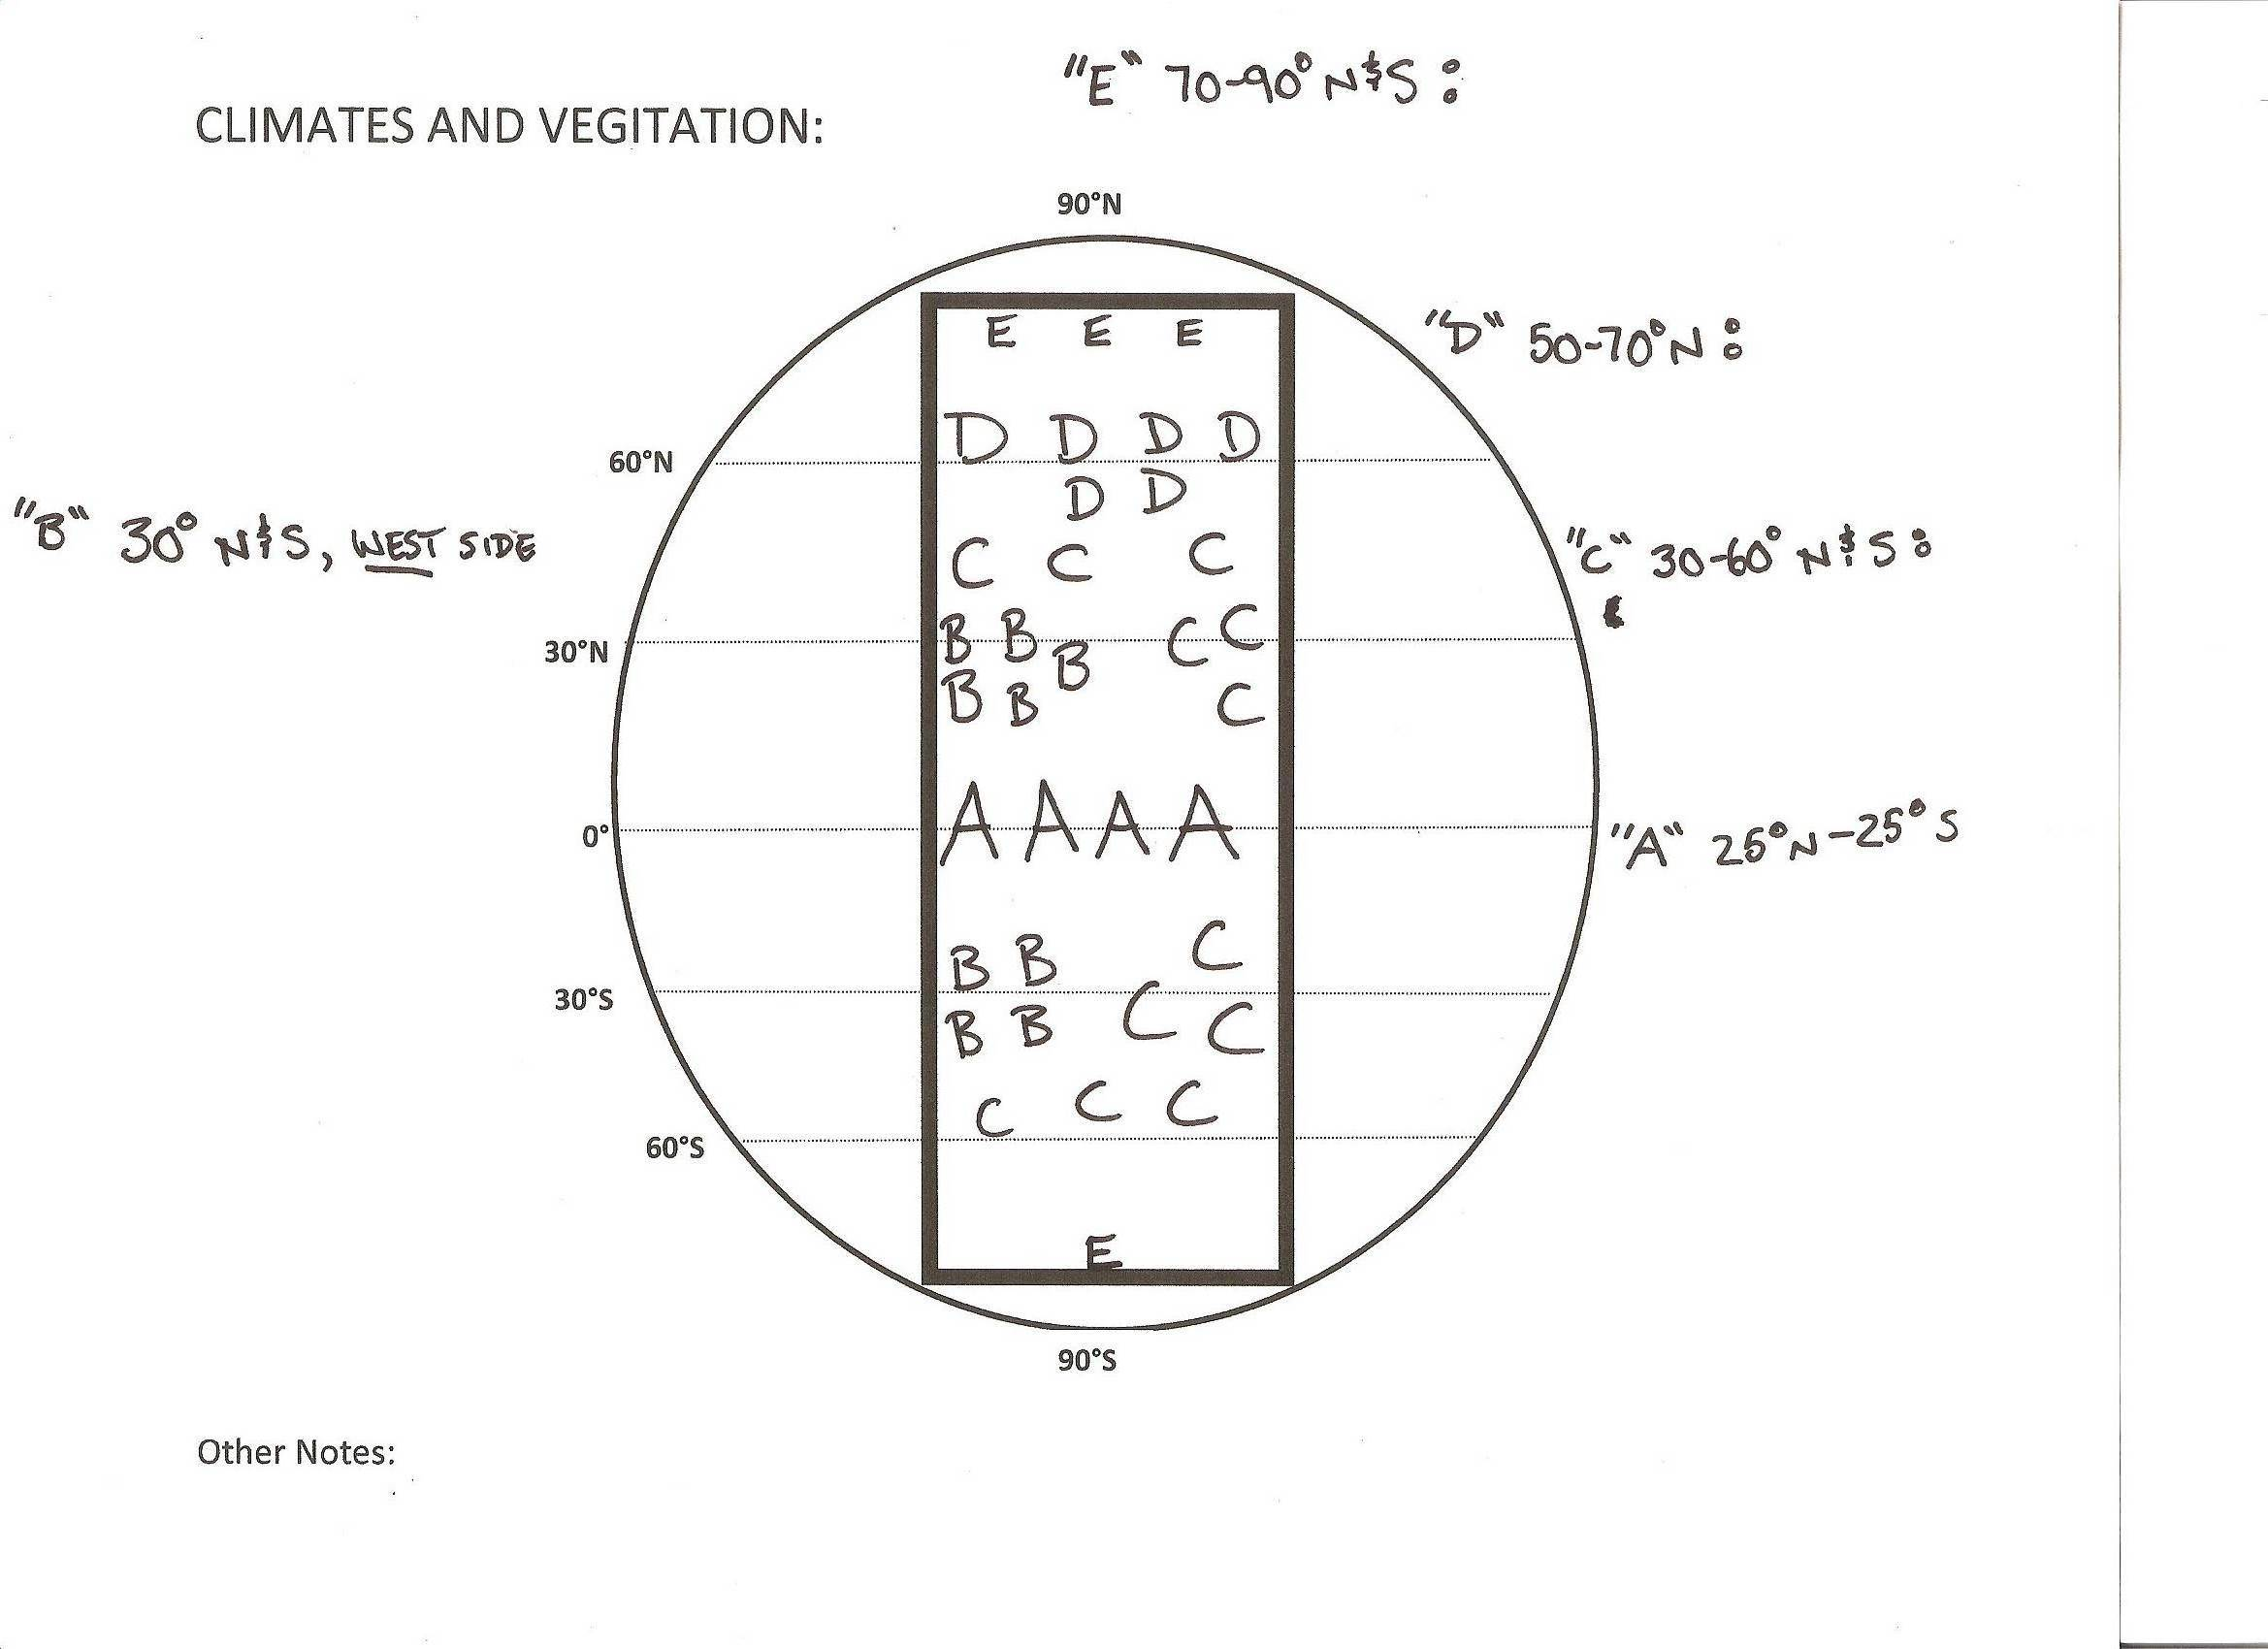 "E" 70-90° N & S :
CLIMATES AND VEGITATION:
90°N
"D" 50-70° N :
E E E
D D D D
60°N
D D
"B" 30° N & S, WEST SIDE
"C" 30-60° N & S :
C C C
B B C C
30°N
B
B B C
A A A A
0°
"A" 25° N - 25° S
C
B B
30°S
B B C C
C C C
60°S
E
90°S
Other Notes: